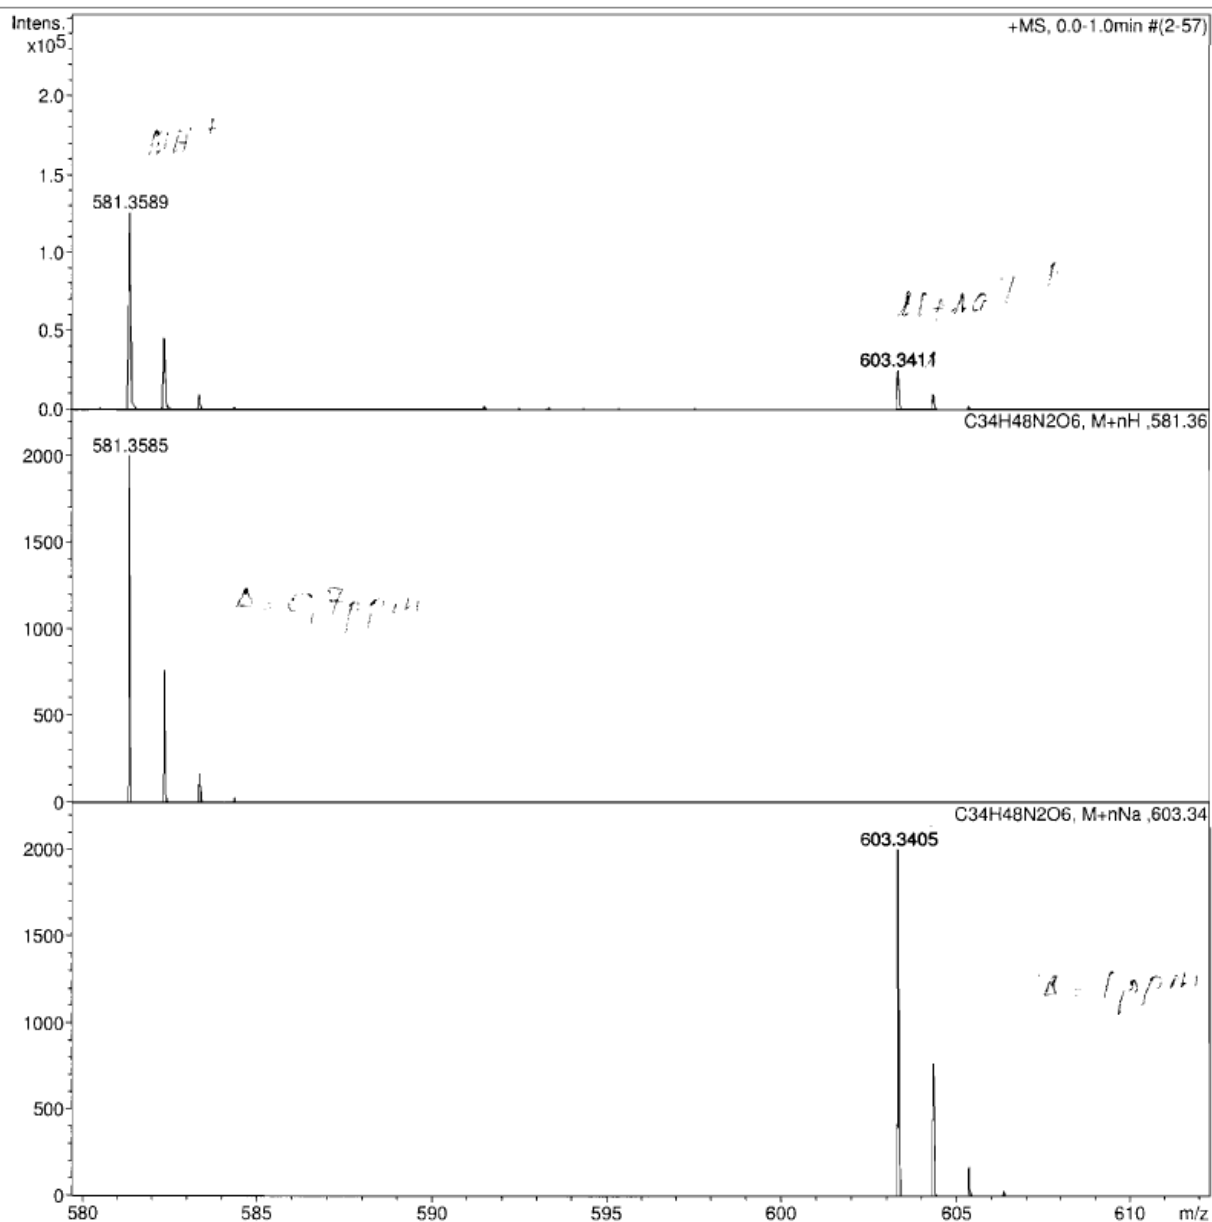 Intens.
x10⁵
+MS, 0.0-1.0min #(2-57)
2.0
MH⁺
1.5
581.3589
1.0
M+Na⁺
0.5
603.3411
0.0
C34H48N2O6, M+nH ,581.36
581.3585
2000
1500
Δ = 0,7ppm
1000
500
0
C34H48N2O6, M+nNa ,603.34
603.3405
2000
1500
Δ = 1ppm
1000
500
0
580 585 590 595 600 605 610 m/z